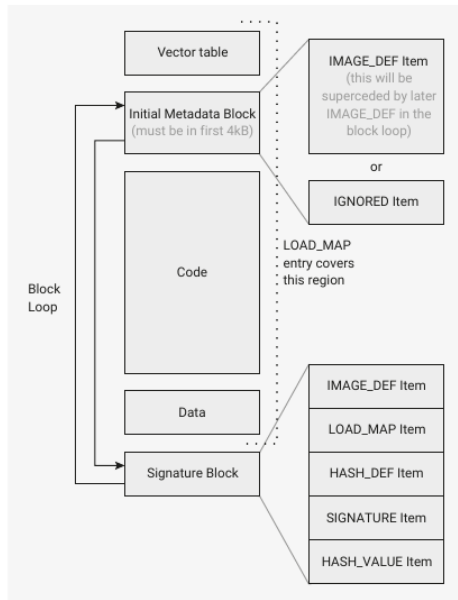 Vector table
Initial Metadata Block
(must be in first 4kB)
IMAGE_DEF Item
(this will be
superceded by later
IMAGE_DEF in the
block loop)
or
IGNORED Item
LOAD_MAP
entry covers
this region
Code
Block
Loop
Data
Signature Block
IMAGE_DEF Item
LOAD_MAP Item
HASH_DEF Item
SIGNATURE Item
HASH_VALUE Item